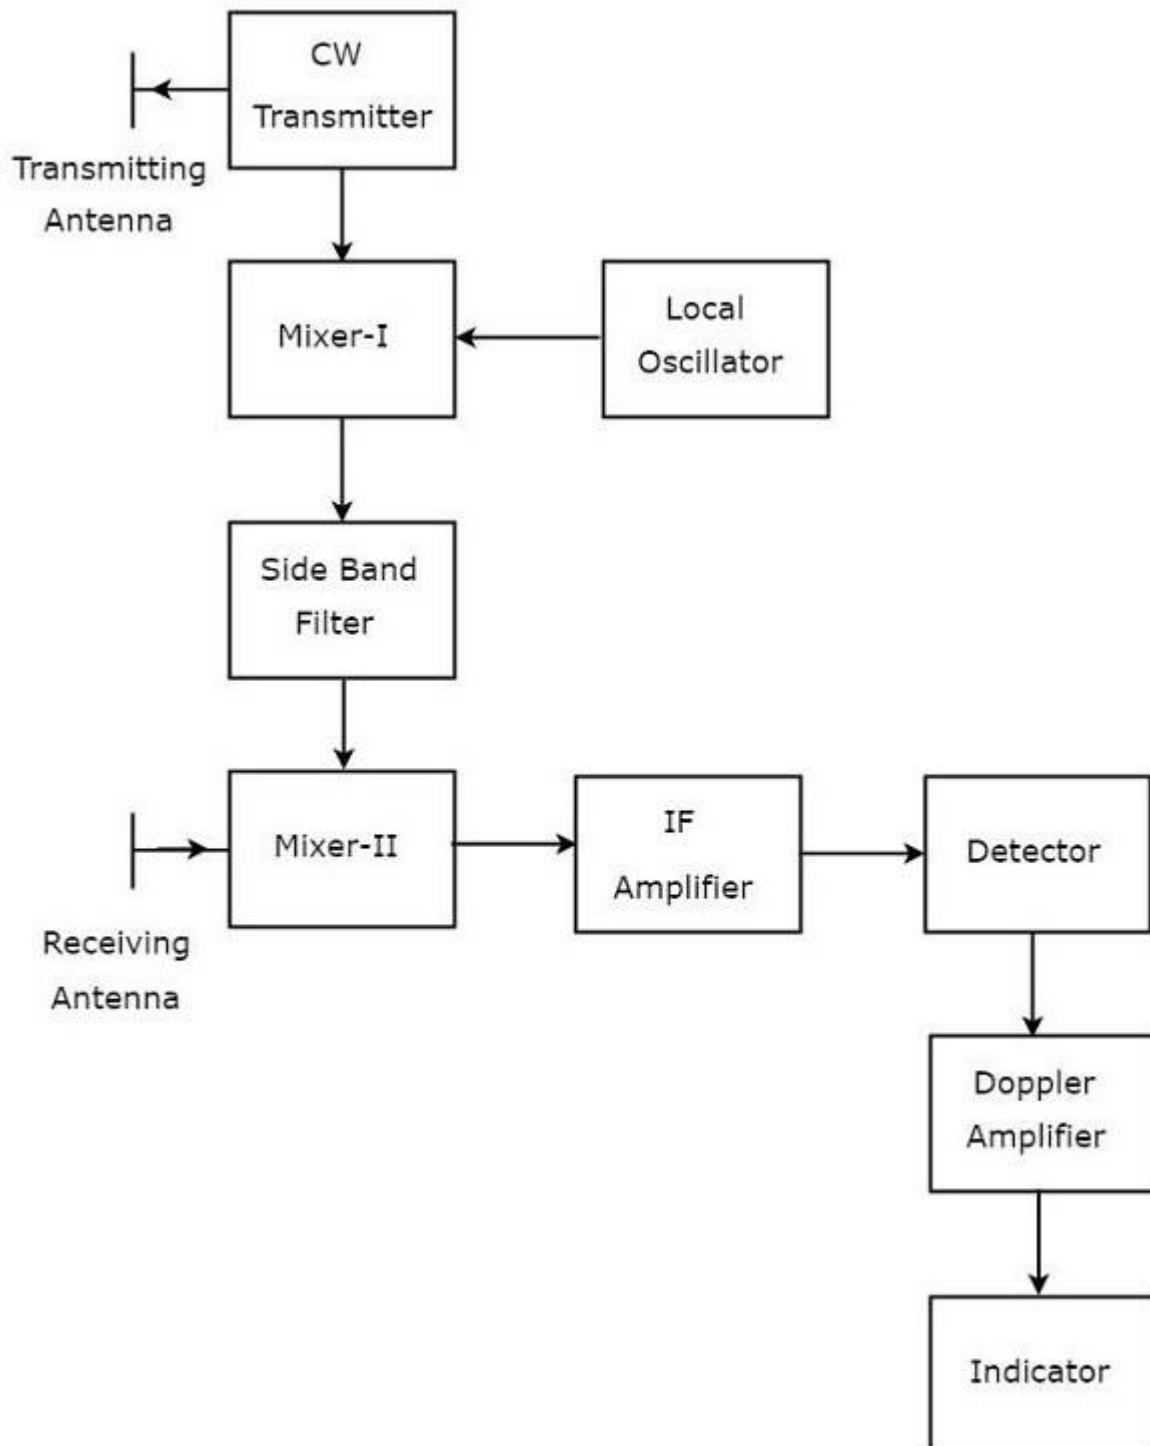 CW
Transmitter
Transmitting
Antenna
Mixer-I
Local
Oscillator
Side Band
Filter
Mixer-II
IF
Amplifier
Detector
Receiving
Antenna
Doppler
Amplifier
Indicator